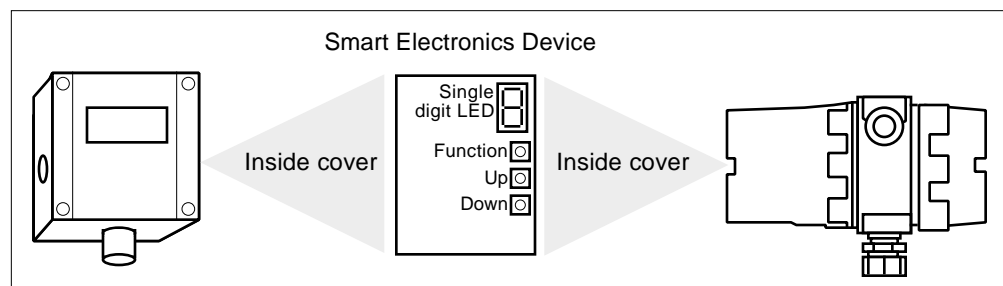 Smart Electronics Device
Single
digit LED
Function
Up
Down
Inside cover
Inside cover